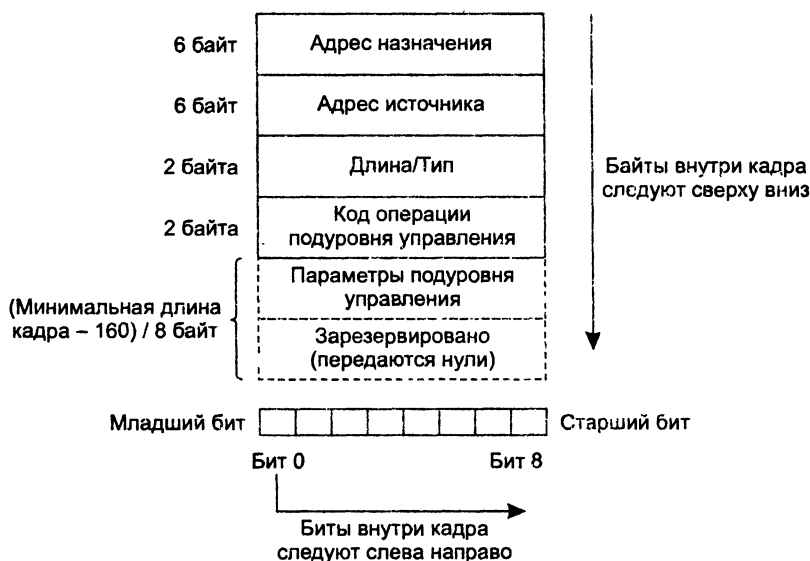 6 байт
Адрес назначения
6 байт
Адрес источника
2 байта
Длина/Тип
2 байта
Код операции
подуровня управления
(Минимальная длина
кадра – 160) / 8 байт
Параметры подуровня
управления
Зарезервировано
(передаются нули)
Байты внутри кадра
следуют сверху вниз
Младший бит
Старший бит
Бит 0
Бит 8
Биты внутри кадра
следуют слева направо